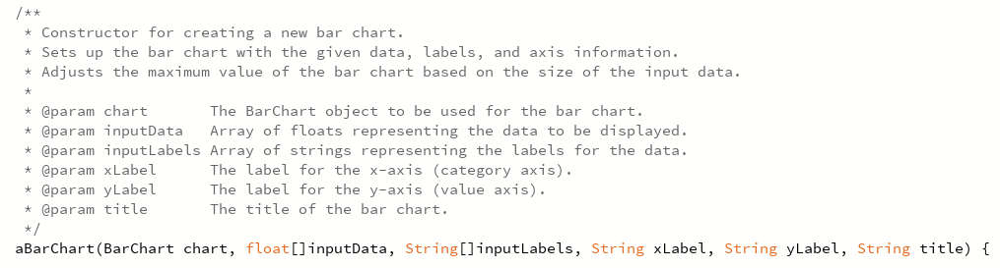 /**
 * Constructor for creating a new bar chart.
 * Sets up the bar chart with the given data, labels, and axis information.
 * Adjusts the maximum value of the bar chart based on the size of the input data.
 *
 * @param chart       The BarChart object to be used for the bar chart.
 * @param inputData   Array of floats representing the data to be displayed.
 * @param inputLabels Array of strings representing the labels for the data.
 * @param xLabel      The label for the x-axis (category axis).
 * @param yLabel      The label for the y-axis (value axis).
 * @param title       The title of the bar chart.
 */
aBarChart(BarChart chart, float[]inputData, String[]inputLabels, String xLabel, String yLabel, String title) {